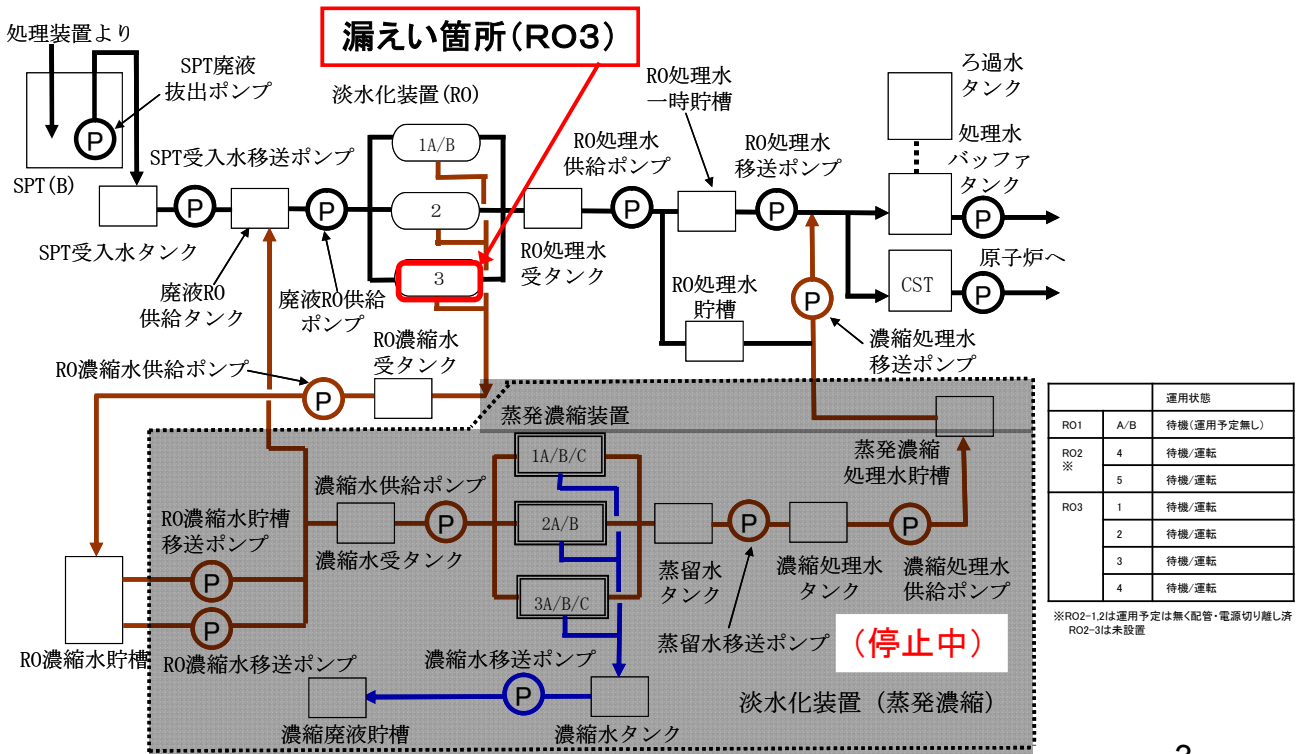 漏えい箇所(RO3)
処理装置より
SPT廃液
抜出ポンプ
P
SPT(B)
淡水化装置(RO)
1A/B
2
3
SPT受入水移送ポンプ
P
P
SPT受入水タンク
廃液RO
供給タンク
廃液RO供給
ポンプ
RO処理水
受タンク
RO処理水
供給ポンプ
P
RO処理水
一時貯槽
RO処理水
移送ポンプ
P
ろ過水
タンク
処理水
バッファ
タンク
P
原子炉へ
CST
P
RO処理水
貯槽
P
濃縮処理水
移送ポンプ
RO濃縮水
受タンク
RO濃縮水供給ポンプ
P
蒸発濃縮装置
1A/B/C
2A/B
3A/B/C
濃縮水供給ポンプ
P
濃縮水受タンク
RO濃縮水貯槽
移送ポンプ
P
P
RO濃縮水貯槽
RO濃縮水移送ポンプ
蒸発濃縮
処理水貯槽
P
P
蒸留水
タンク
濃縮処理水
タンク
濃縮処理水
供給ポンプ
蒸留水移送ポンプ
(停止中)
濃縮水移送ポンプ
P
濃縮廃液貯槽
濃縮水タンク
淡水化装置(蒸発濃縮)
運用状態
RO1 A/B 待機(運用予定無し)
RO2 4 待機/運転
※
5 待機/運転
RO3 1 待機/運転
2 待機/運転
3 待機/運転
4 待機/運転
※RO2-1,2は運用予定は無く配管・電源切り離し済
RO2-3は未設置